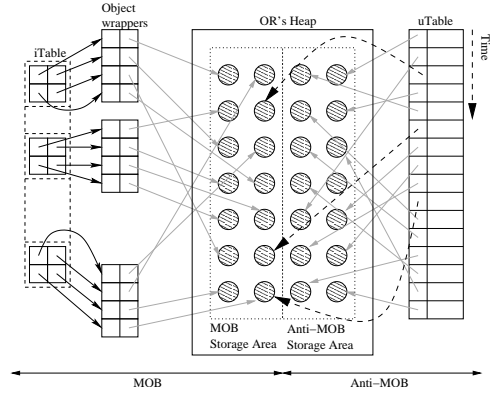 Object
wrappers
OR's Heap
uTable
iTable
Time
MOB
Storage Area
Anti−MOB
Storage Area
MOB
Anti−MOB